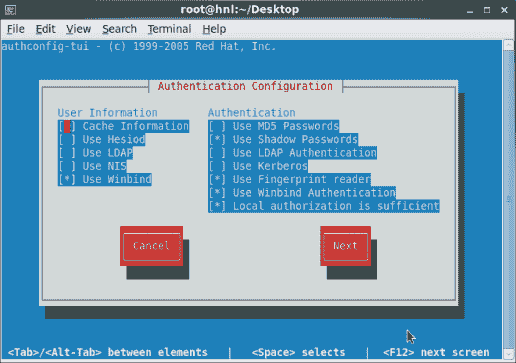 root@hnl:~/Desktop
File Edit View Search Terminal Help
authconfig-tui - (c) 1999-2005 Red Hat, Inc.
Authentication Configuration
User Information
[ ] Cache Information
[ ] Use Hesiod
[ ] Use LDAP
[ ] Use NIS
[*] Use Winbind
Authentication
[ ] Use MD5 Passwords
[*] Use Shadow Passwords
[ ] Use LDAP Authentication
[ ] Use Kerberos
[*] Use Fingerprint reader
[*] Use Winbind Authentication
[*] Local authorization is sufficient
Cancel
Next
<Tab>/<Alt-Tab> between elements | <Space> selects | <F12> next screen